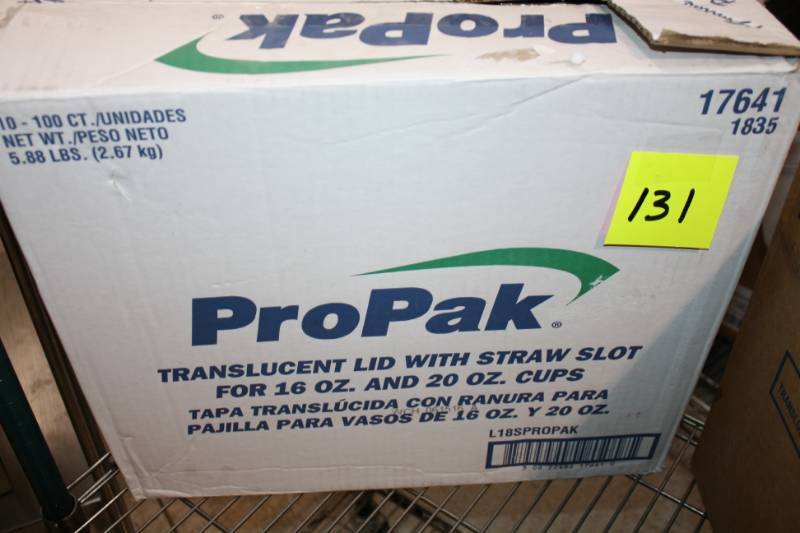 ProPak
10 - 100 CT./UNIDADES
NET WT./PESO NETO
5.88 LBS. (2.67 kg)
17641
1835
131
ProPak®
TRANSLUCENT LID WITH STRAW SLOT
FOR 16 OZ. AND 20 OZ. CUPS
TAPA TRANSLÚCIDA CON RANURA PARA
PAJILLA PARA VASOS DE 16 OZ. Y 20 OZ.
L18SPROPAK